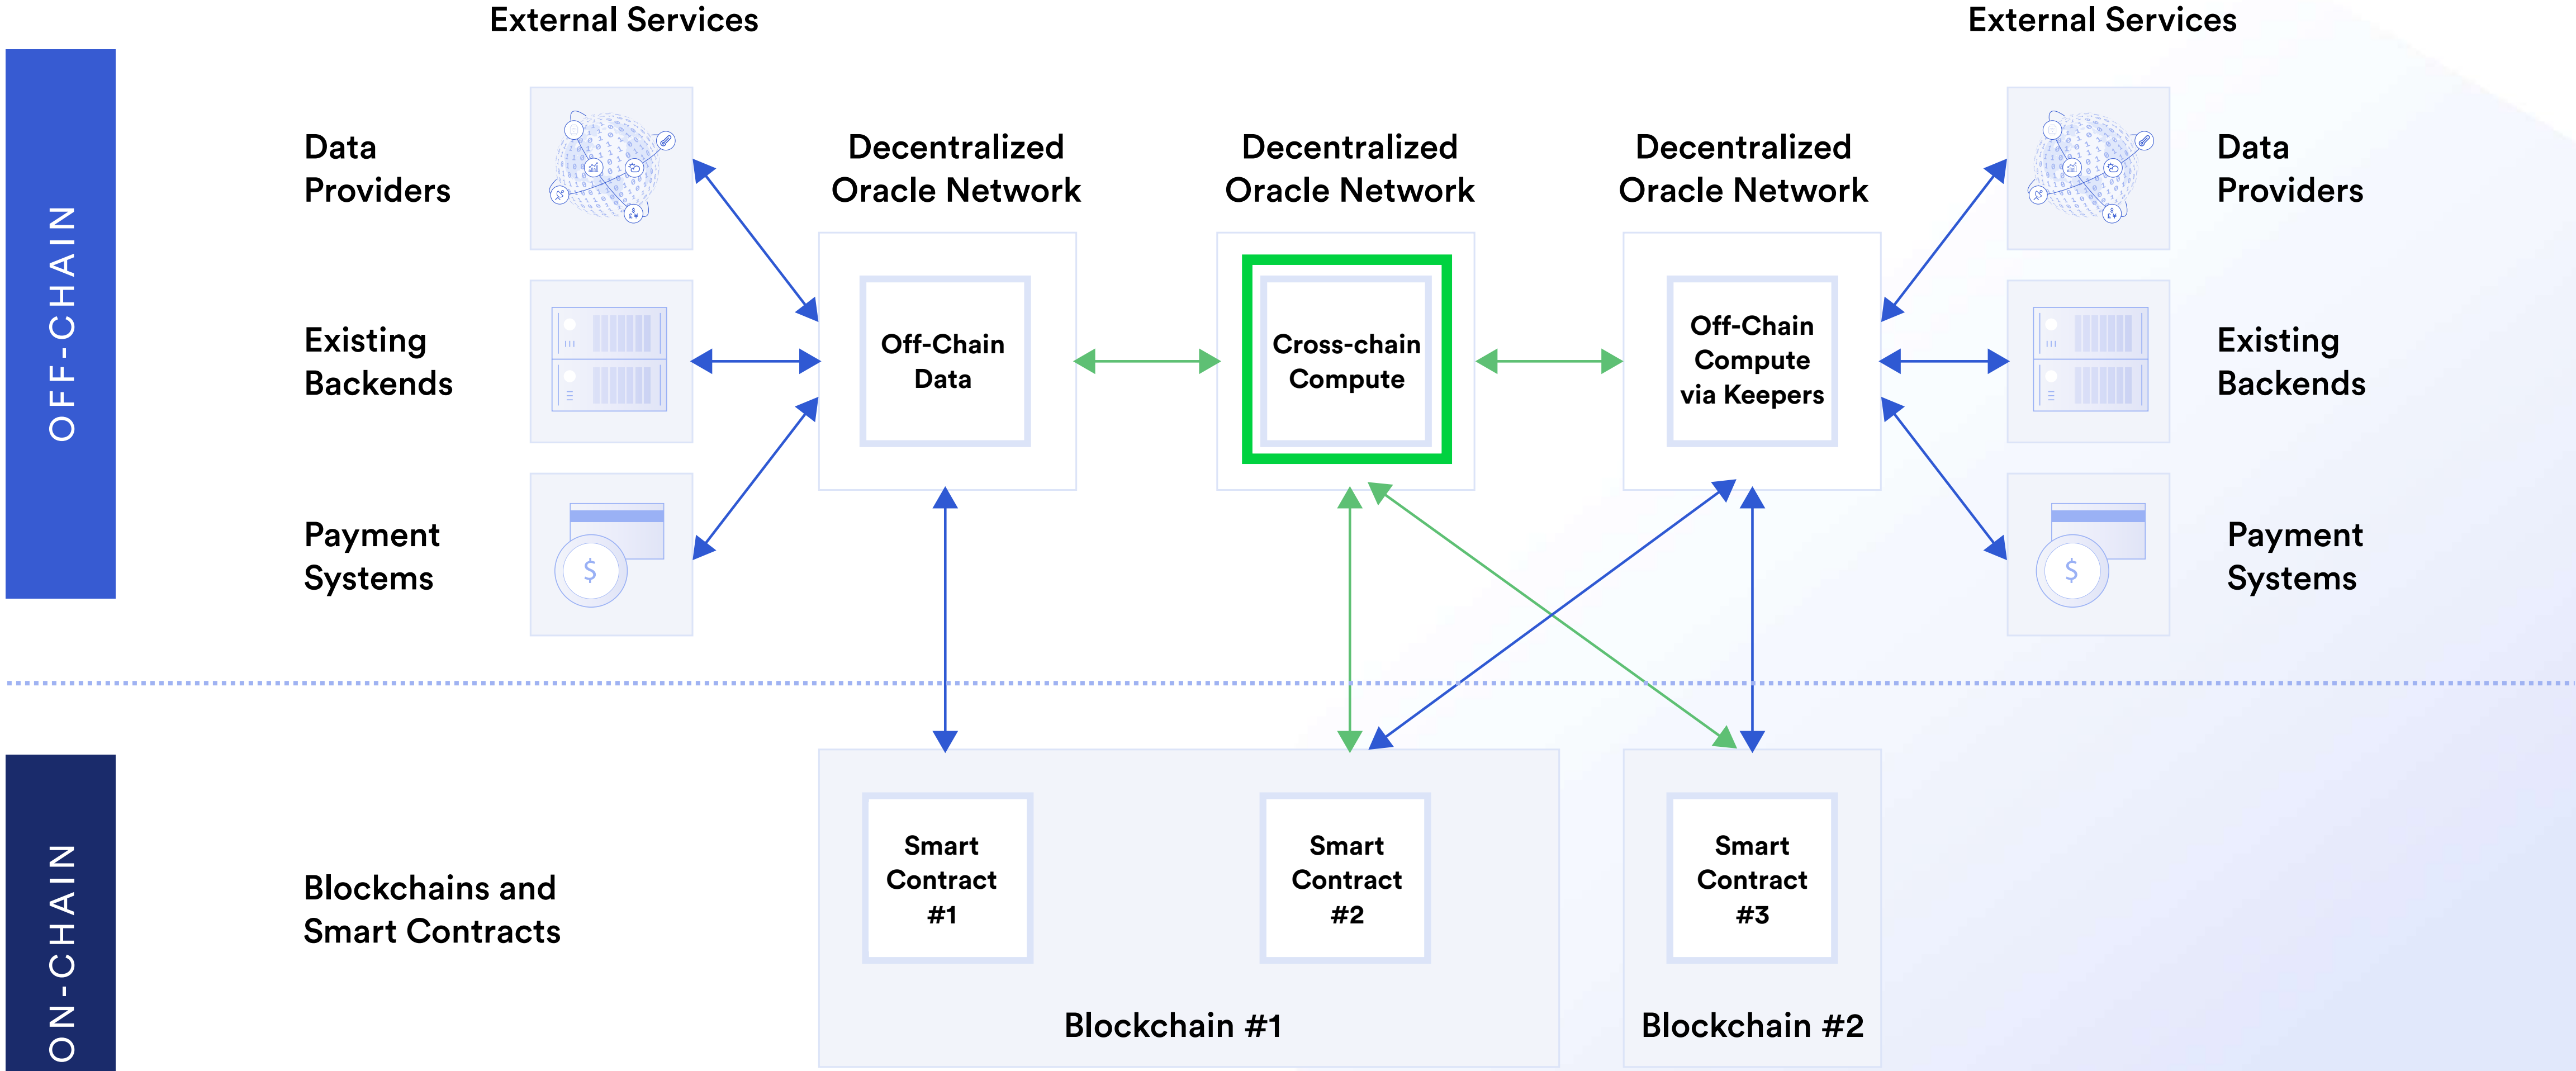 External Services
External Services
OFF-CHAIN
Data
Providers
Existing
Backends
Payment
Systems
Decentralized
Oracle Network
Off-Chain
Data
Decentralized
Oracle Network
Cross-chain
Compute
Decentralized
Oracle Network
Off-Chain
Compute
via Keepers
Data
Providers
Existing
Backends
Payment
Systems
$
$
ON-CHAIN
Blockchains and
Smart Contracts
Smart
Contract
#1
Smart
Contract
#2
Blockchain #1
Smart
Contract
#3
Blockchain #2